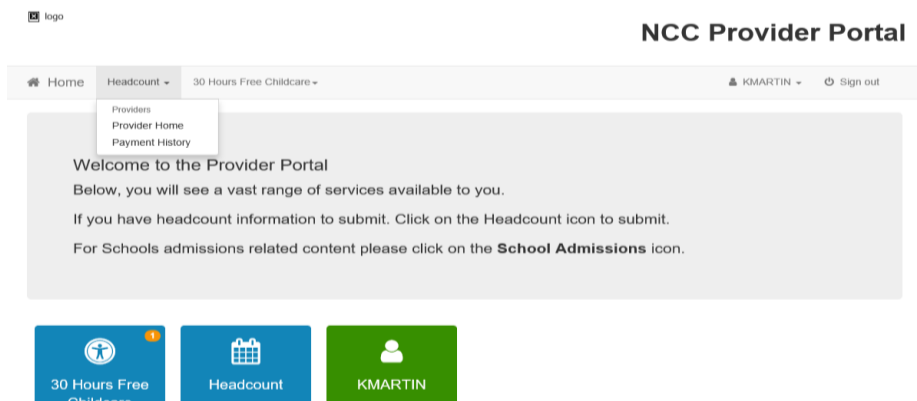 logo
NCC Provider Portal
Home Headcount 30 Hours Free Childcare KMARTIN Sign out
Providers
Provider Home
Payment History
Welcome to the Provider Portal
Below, you will see a vast range of services available to you.
If you have headcount information to submit. Click on the Headcount icon to submit.
For Schools admissions related content please click on the School Admissions icon.
1
30 Hours Free
Childcare
Headcount
KMARTIN